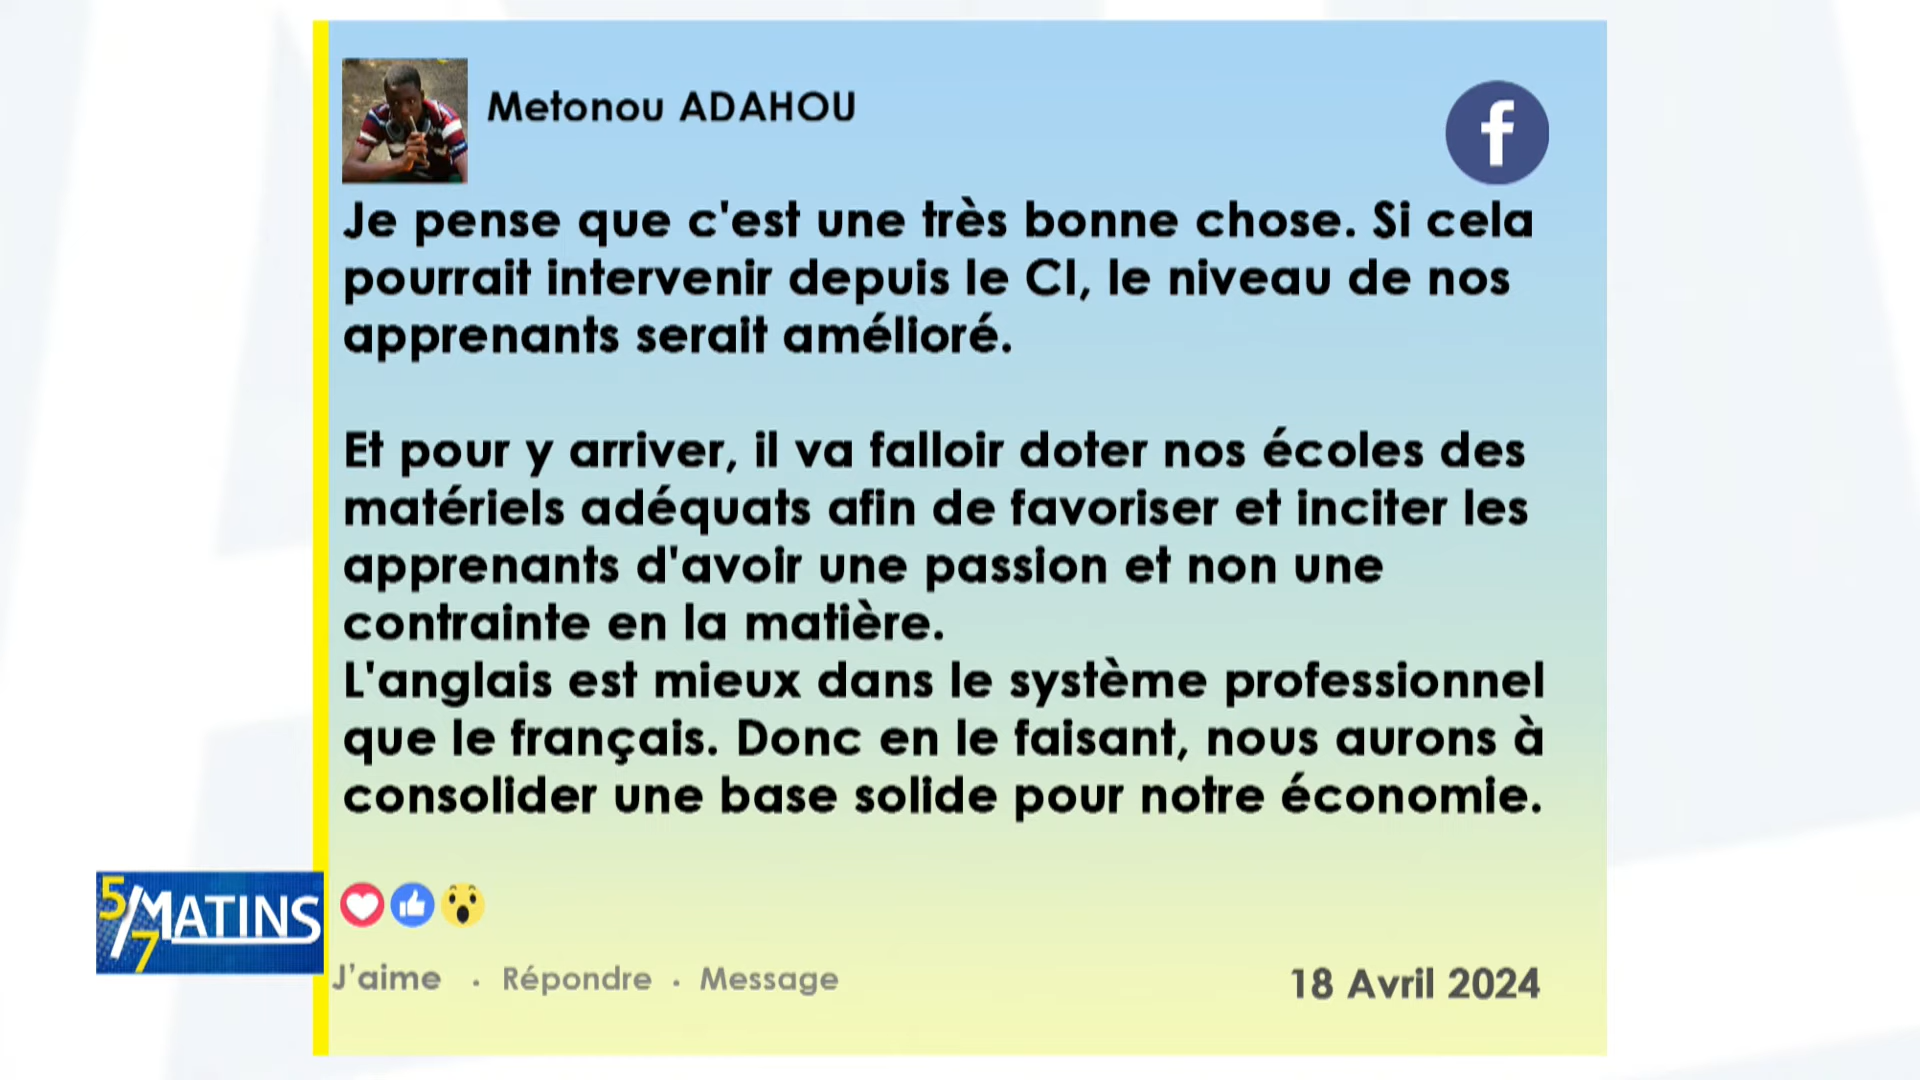 Metonou ADAHOU
f
Je pense que c'est une très bonne chose. Si cela
pourrait intervenir depuis le CI, le niveau de nos
apprenants serait amélioré.
Et pour y arriver, il va falloir doter nos écoles des
matériels adéquats afin de favoriser et inciter les
apprenants d'avoir une passion et non une
contrainte en la matière.
L'anglais est mieux dans le système professionnel
que le français. Donc en le faisant, nous aurons à
consolider une base solide pour notre économie.
5/7 MATINS
J'aime · Répondre · Message
18 Avril 2024